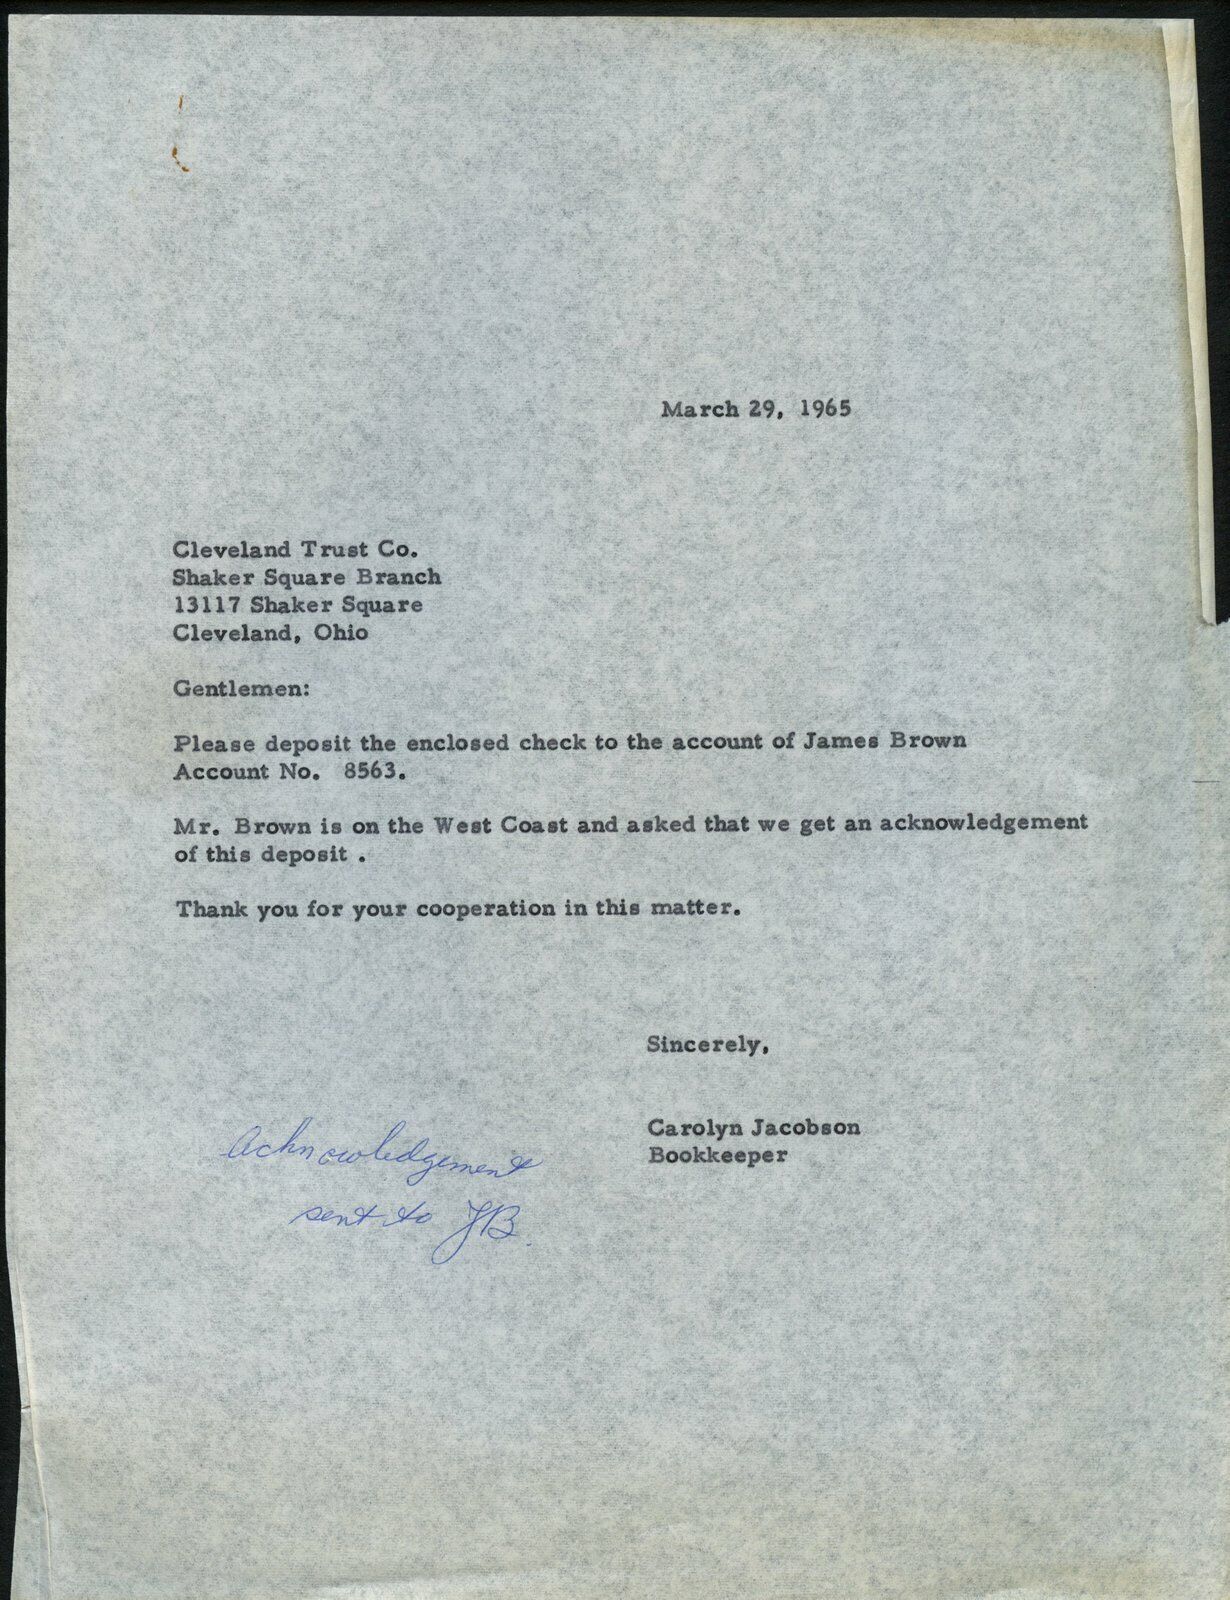 March 29, 1965
Cleveland Trust Co.
Shaker Square Branch
13117 Shaker Square
Cleveland, Ohio
Gentlemen:
Please deposit the enclosed check to the account of James Brown
Account No. 8563.
Mr. Brown is on the West Coast and asked that we get an acknowledgement
of this deposit .
Thank you for your cooperation in this matter.
Sincerely,
Carolyn Jacobson
Bookkeeper
Acknowledgement
sent to JB.